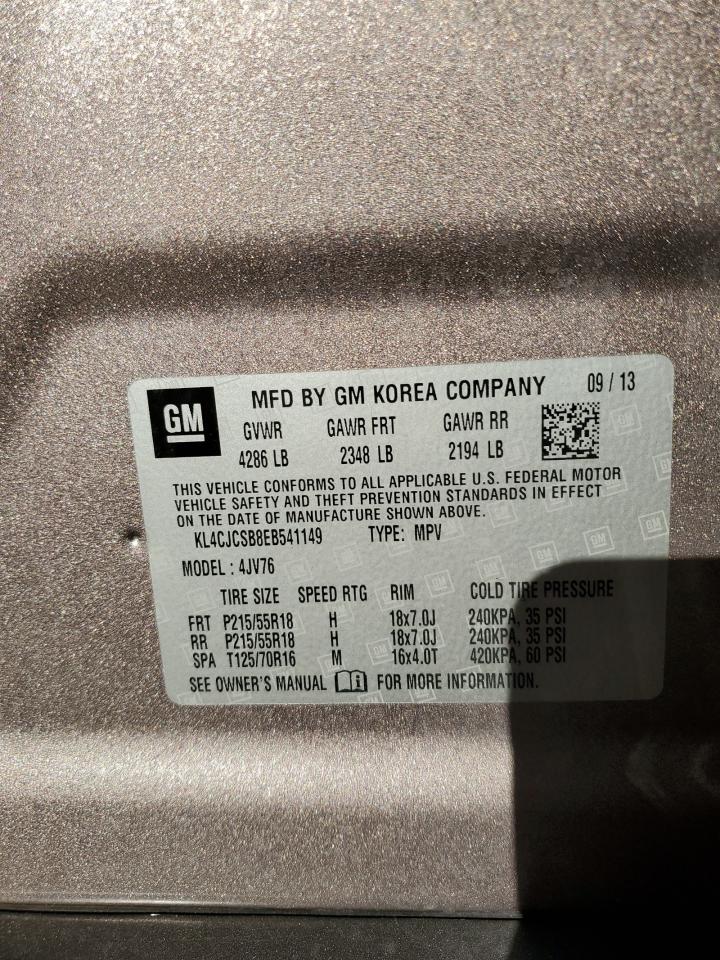 GM
MFD BY GM KOREA COMPANY 09 / 13
GVWR GAWR FRT GAWR RR
4286 LB 2348 LB 2194 LB
THIS VEHICLE CONFORMS TO ALL APPLICABLE U.S. FEDERAL MOTOR
VEHICLE SAFETY AND THEFT PREVENTION STANDARDS IN EFFECT
ON THE DATE OF MANUFACTURE SHOWN ABOVE.
KL4CJCSB8EB541149 TYPE: MPV
MODEL : 4JV76
TIRE SIZE SPEED RTG RIM COLD TIRE PRESSURE
FRT P215/55R18 H 18x7.0J 240KPA, 35 PSI
RR P215/55R18 H 18x7.0J 240KPA, 35 PSI
SPA T125/70R16 M 16x4.0T 420KPA, 60 PSI
SEE OWNER'S MANUAL FOR MORE INFORMATION.